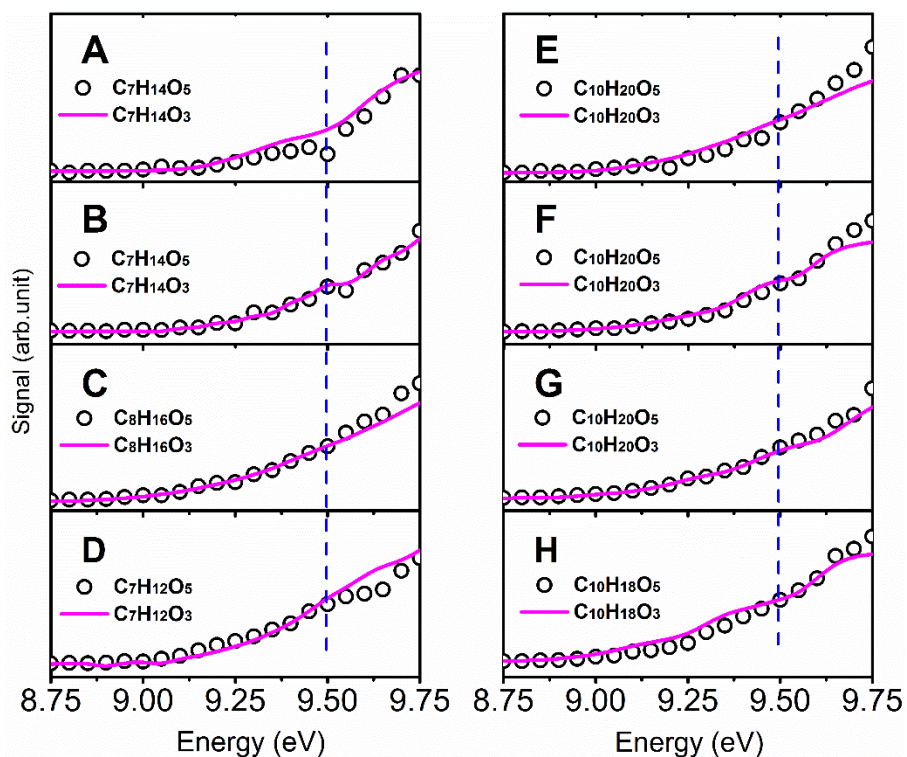 A
C₇H₁₄O₅
C₇H₁₄O₃
B
C₇H₁₄O₅
C₇H₁₄O₃
C
C₈H₁₆O₅
C₈H₁₆O₃
D
C₇H₁₂O₅
C₇H₁₂O₃
8.75 9.00 9.25 9.50 9.75
Energy (eV)
Signal (arb.unit)
E
C₁₀H₂₀O₅
C₁₀H₂₀O₃
F
C₁₀H₂₀O₅
C₁₀H₂₀O₃
G
C₁₀H₂₀O₅
C₁₀H₂₀O₃
H
C₁₀H₁₈O₅
C₁₀H₁₈O₃
8.75 9.00 9.25 9.50 9.75
Energy (eV)